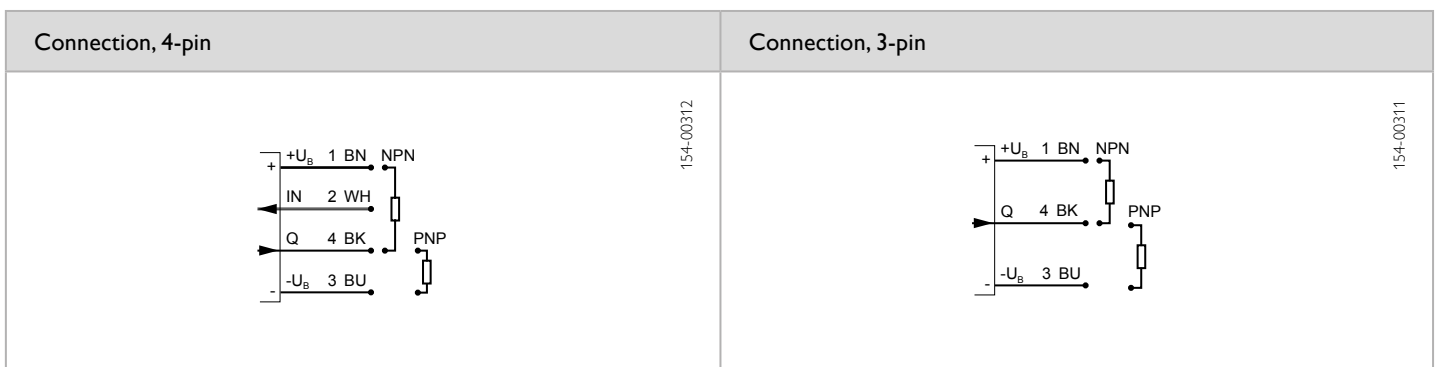 Connection, 4-pin
Connection, 3-pin
154-00312
+UB 1 BN NPN
+
IN 2 WH
Q 4 BK PNP
-UB 3 BU
-
154-00311
+UB 1 BN NPN
+
Q 4 BK PNP
-UB 3 BU
-